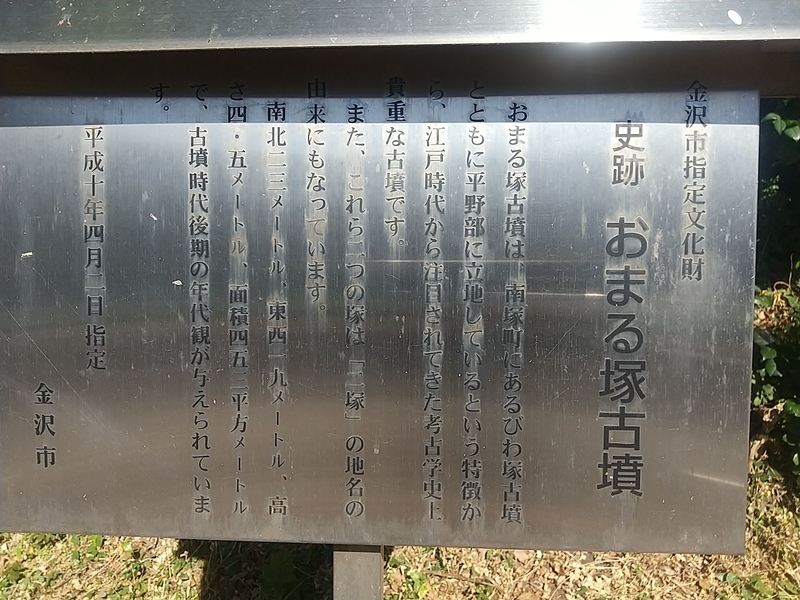 金沢市指定文化財
史跡 おまる塚古墳
おまる塚古墳は、南塚町にあるびわ塚古墳
とともに平野部に立地しているという特徴か
ら、江戸時代から注目されてきた考古学史上
貴重な古墳です。
また、これら二つの塚は「二塚」の地名の
由来にもなっています。
南北二三メートル、東西一九メートル、高
さ四・五メートル、面積四五三平方メートル
で、古墳時代後期の年代観が与えられていま
す。
平成十年四月二日 指定
金沢市